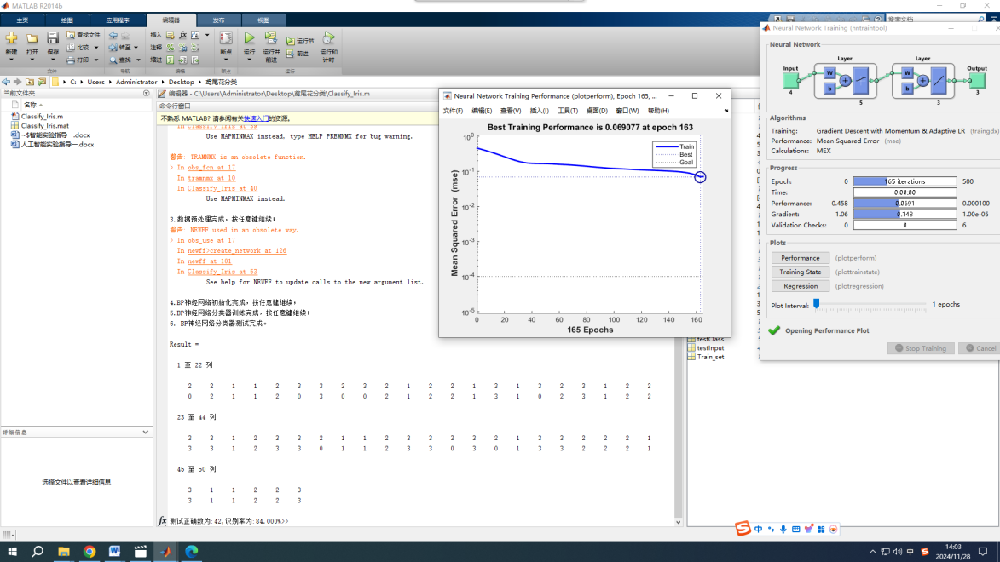 MATLAB R2014b
主页 绘图 应用程序 编辑器 发布 视图
搜索文档
新建 打开 保存 查找文件 比较 打印 转至 查找 插入 注释 缩进 断点 运行 运行并前进 运行节 前进 运行和计时
文件 导航 编辑 断点 运行
C: Users Administrator Desktop 鸢尾花分类
当前文件夹
名称
Classify_Iris.m
Classify_Iris.mat
~$智能实验指导一.docx
人工智能实验指导一.docx
详细信息
选择文件以查看详细信息
编辑器 - C:\Users\Administrator\Desktop\鸢尾花分类\Classify_Iris.m
命令行窗口
不熟悉 MATLAB? 请参阅有关快速入门的资源。
In Classify_Iris at 39
Use MAPMINMAX instead. type HELP PREMNMX for bug warning.
警告: TRAMNMX is an obsolete function.
> In obs_fcn at 17
In tramnmx at 10
In Classify_Iris at 40
Use MAPMINMAX instead.
3.数据预处理完成，按任意键继续!
警告: NEWFF used in an obsolete way.
> In obs_use at 17
In newff>create_network at 126
In newff at 101
In Classify_Iris at 53
See help for NEWFF to update calls to the new argument list.
4.BP神经网络初始化完成，按任意键继续!
5.BP神经网络分类器训练完成，按任意键继续!
6. BP神经网络分类器测试完成。
Result =
1 至 22 列
2 2 1 1 2 3 3 2 3 2 1 2 2 1 3 1 3 2 3 1 2 2
0 2 1 1 2 0 3 0 0 2 1 2 2 1 3 1 0 2 3 1 2 2
23 至 44 列
3 3 1 2 3 3 2 1 1 2 3 3 3 3 2 1 3 3 2 2 2 1
3 3 1 2 3 3 0 1 1 2 3 3 0 3 0 1 3 3 2 2 2 1
45 至 50 列
3 1 1 2 2 3
3 1 1 2 2 3
fx 测试正确数为:42,识别率为:84.000%>>
Neural Network Training Performance (plotperform), Epoch 165, ...
文件(F) 编辑(E) 查看(V) 插入(I) 工具(T) 桌面(D) 窗口(W) 帮助(H)
Best Training Performance is 0.069077 at epoch 163
Train
Best
Goal
Mean Squared Error (mse)
10^0
10^-1
10^-2
10^-3
10^-4
10^-5
0 20 40 60 80 100 120 140 160
165 Epochs
testClass
testInput
Train_set
Neural Network Training (nntraintool)
Neural Network
Input Layer Layer Output
W b W b
4 5 3 3
Algorithms
Training: Gradient Descent with Momentum & Adaptive LR (traingdx)
Performance: Mean Squared Error (mse)
Calculations: MEX
Progress
Epoch: 0 165 iterations 500
Time: 0:00:00
Performance: 0.458 0.0691 0.000100
Gradient: 1.06 0.143 1.00e-05
Validation Checks: 0 0 6
Plots
Performance (plotperform)
Training State (plottrainstate)
Regression (plotregression)
Plot Interval: 1 epochs
Opening Performance Plot
Stop Training Cancel
中
中
14:03
2024/11/28